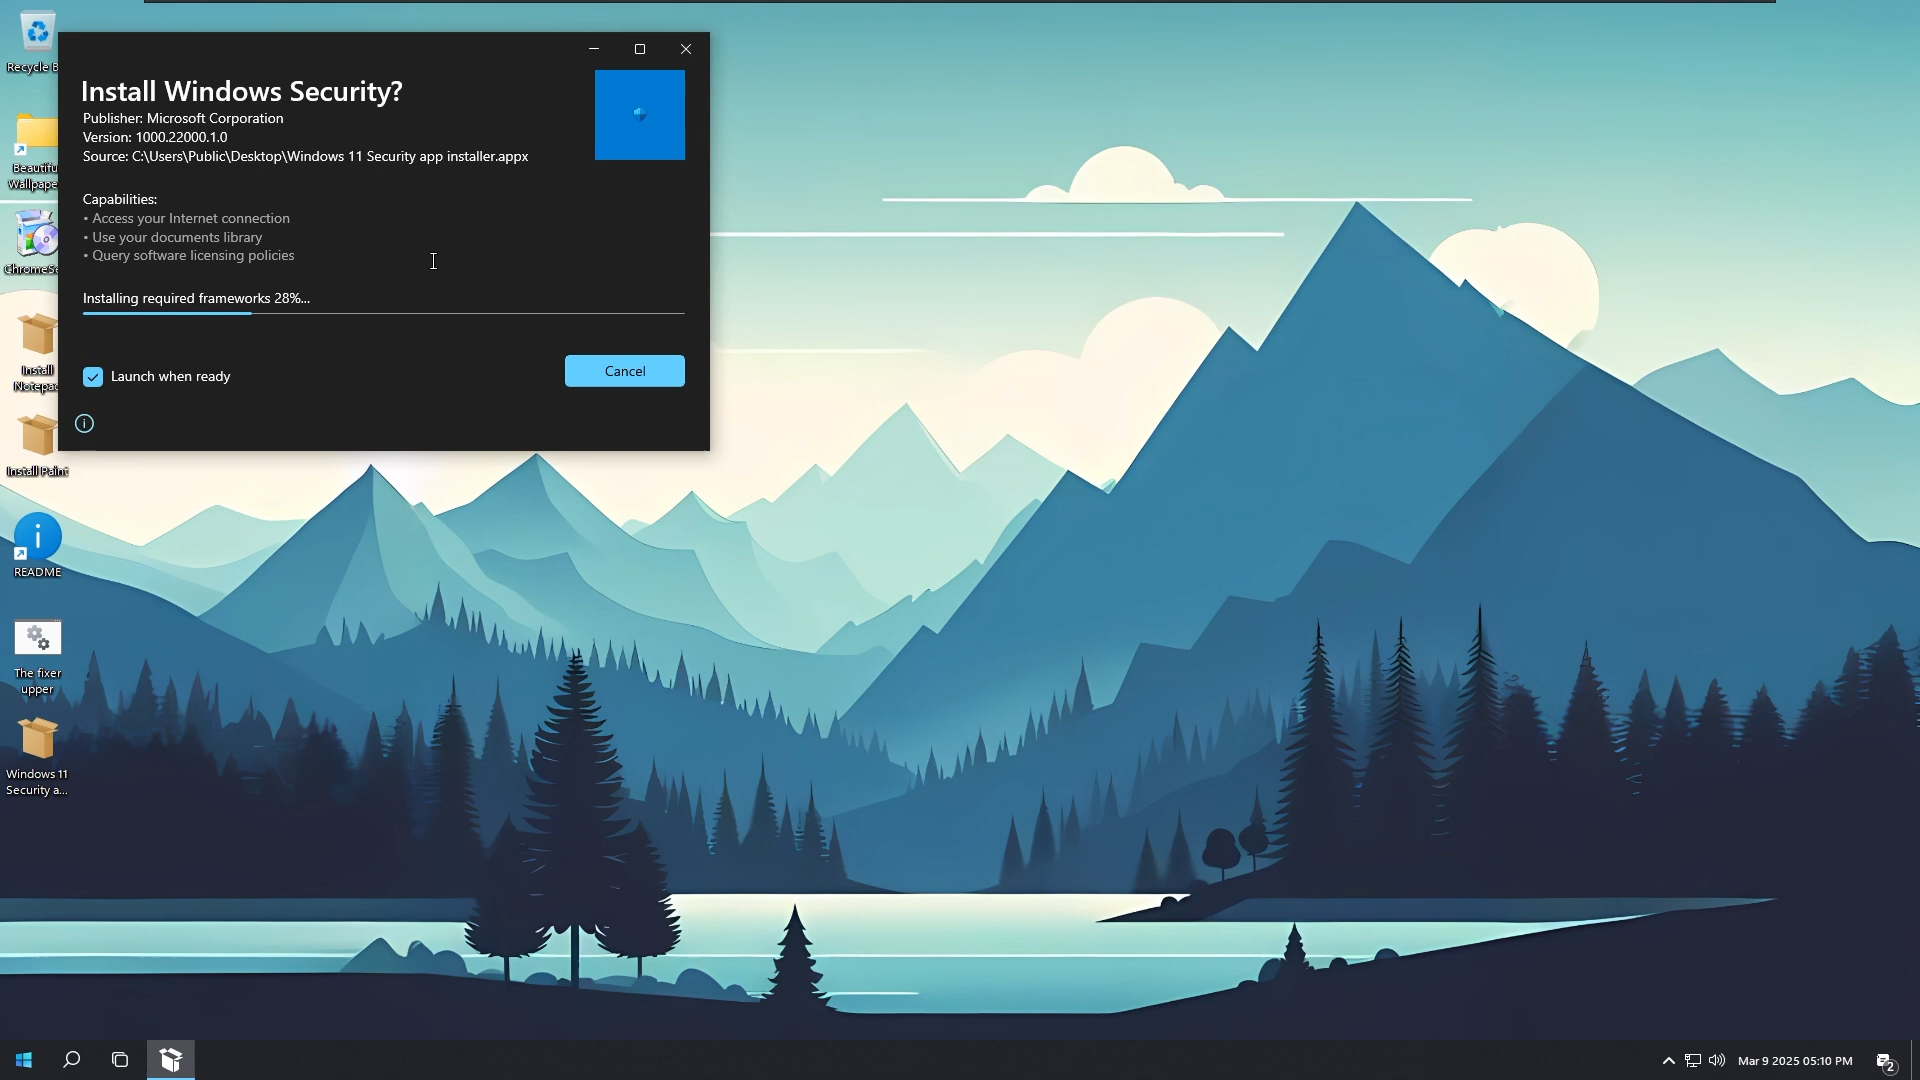 Install Windows Security?
Publisher: Microsoft Corporation
Version: 1000.22000.1.0
Source: C:\Users\Public\Desktop\Windows 11 Security app installer.appx
Capabilities:
• Access your Internet connection
• Use your documents library
• Query software licensing policies
Installing required frameworks 28%...
Launch when ready
Cancel
Recycle B
Beautifu
Wallpape
ChromeSe
Install
Notepad
Install Paint
README
The fixer
upper
Windows 11
Security a...
Mar 9 2025 05:10 PM
2